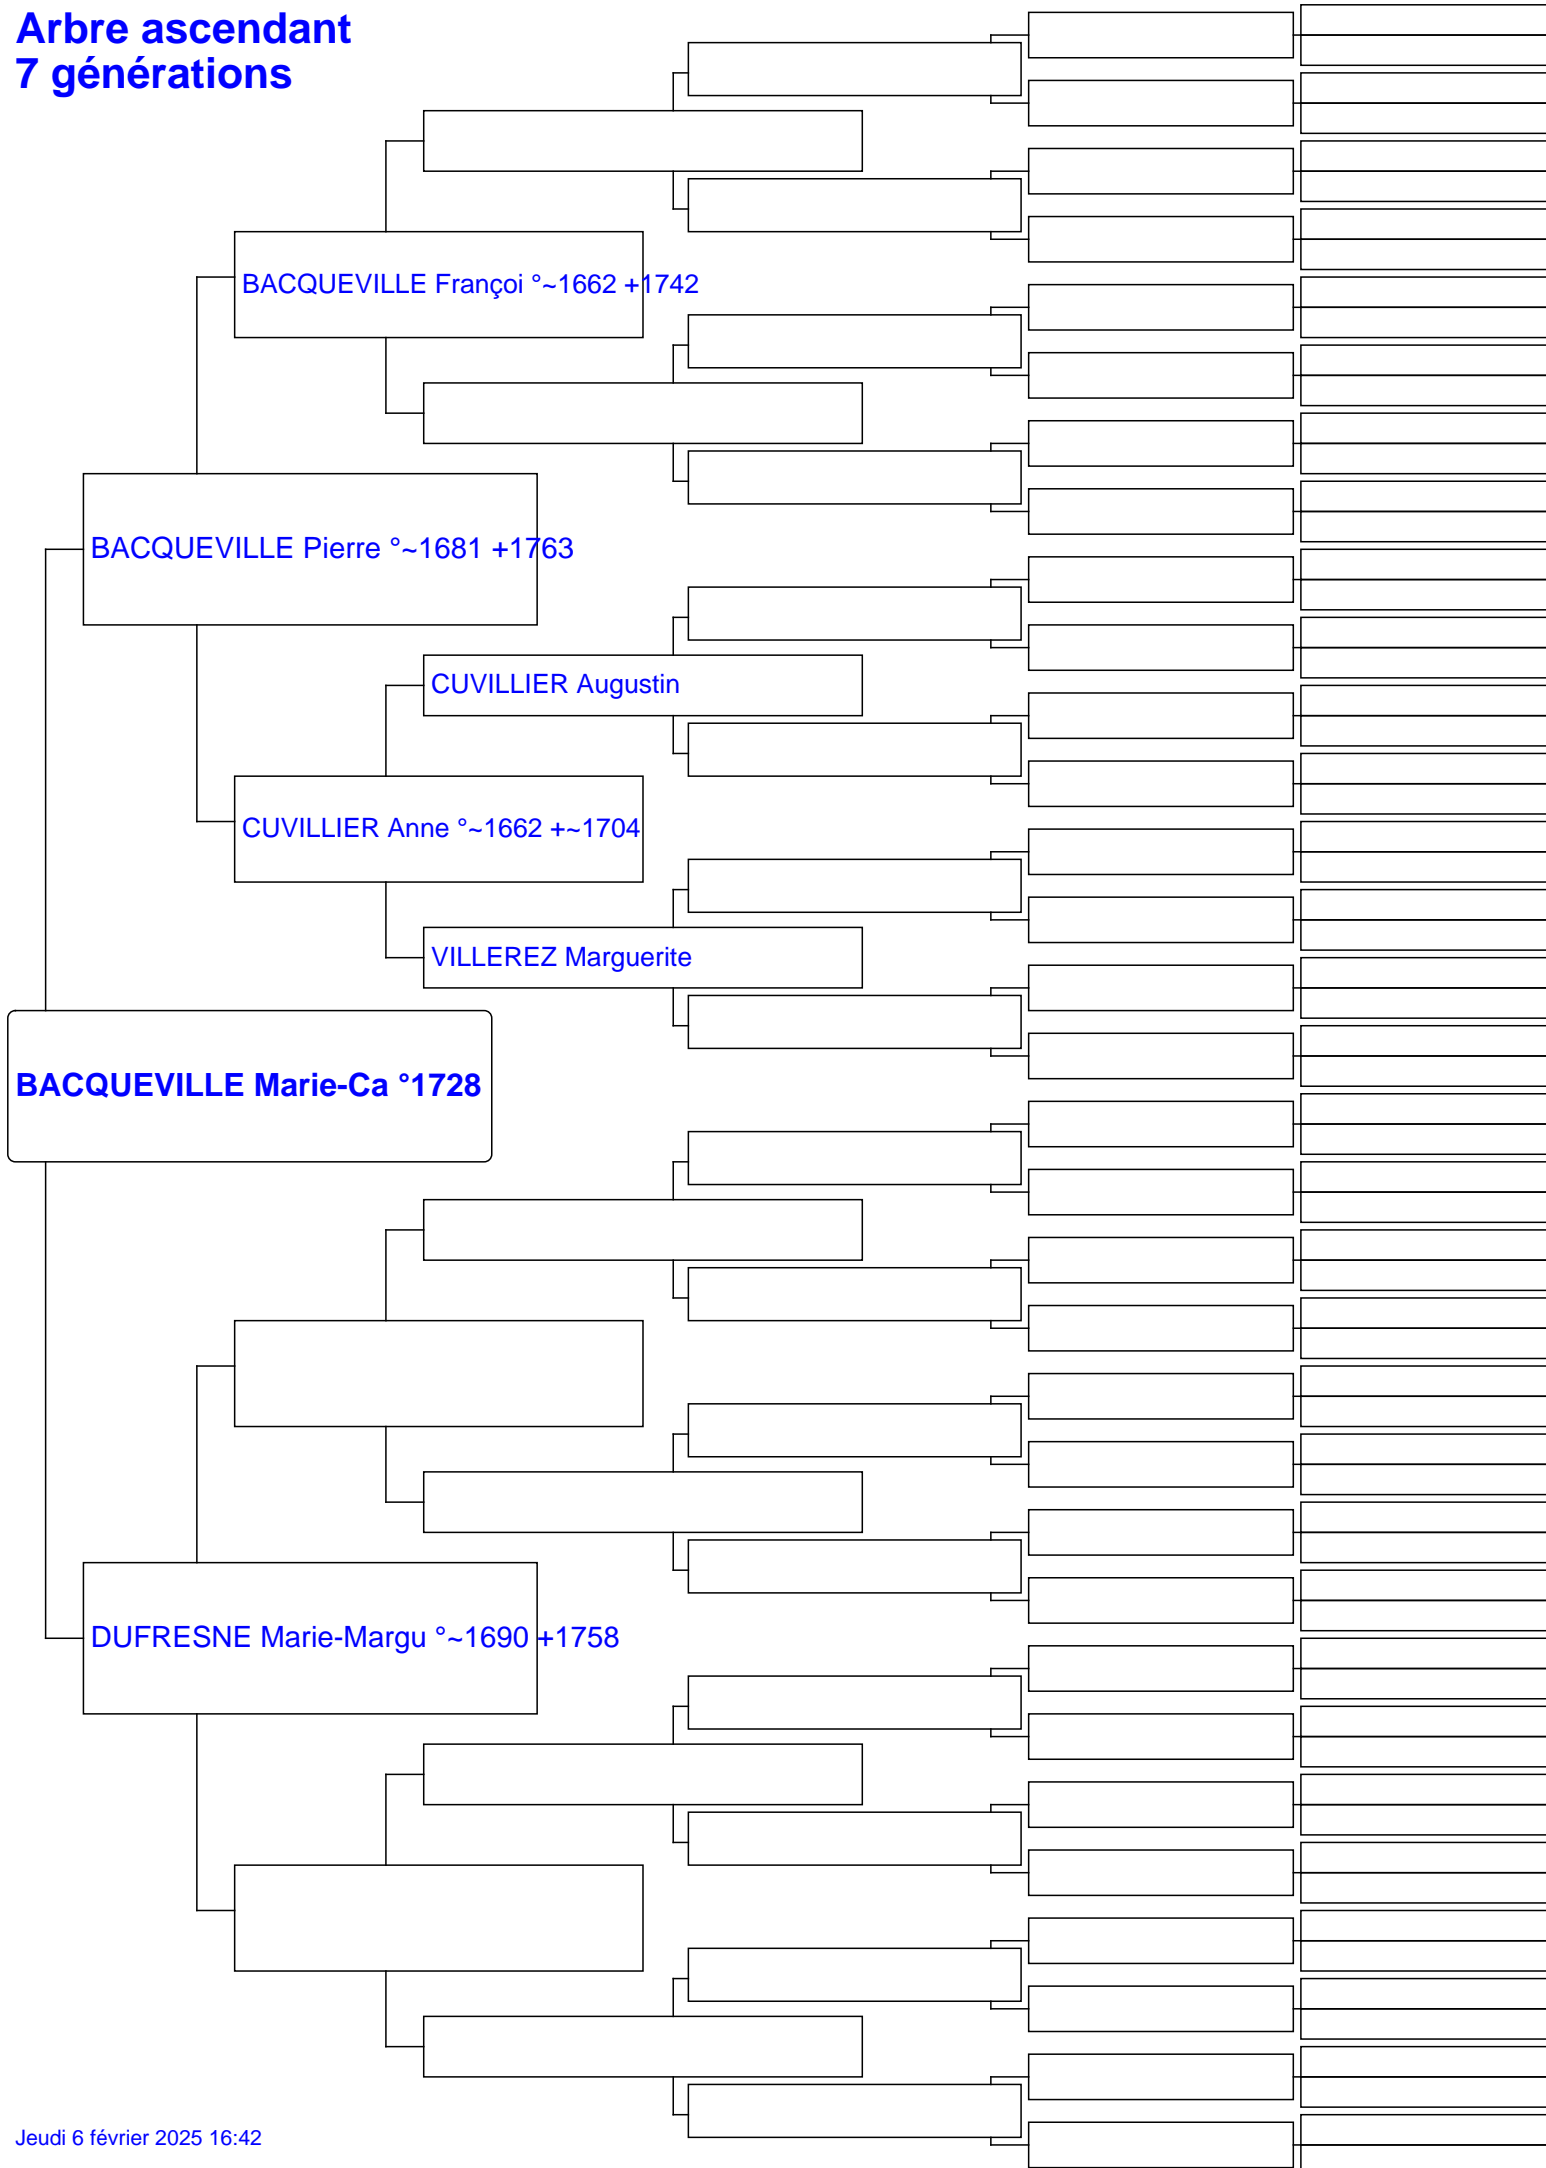 Arbre ascendant
7 générations
BACQUEVILLE Françoi °~1662 +1742
BACQUEVILLE Pierre °~1681 +1763
CUVILLIER Augustin
CUVILLIER Anne °~1662 +~1704
VILLEREZ Marguerite
BACQUEVILLE Marie-Ca °1728
DUFRESNE Marie-Margu °~1690 +1758
Jeudi 6 février 2025 16:42